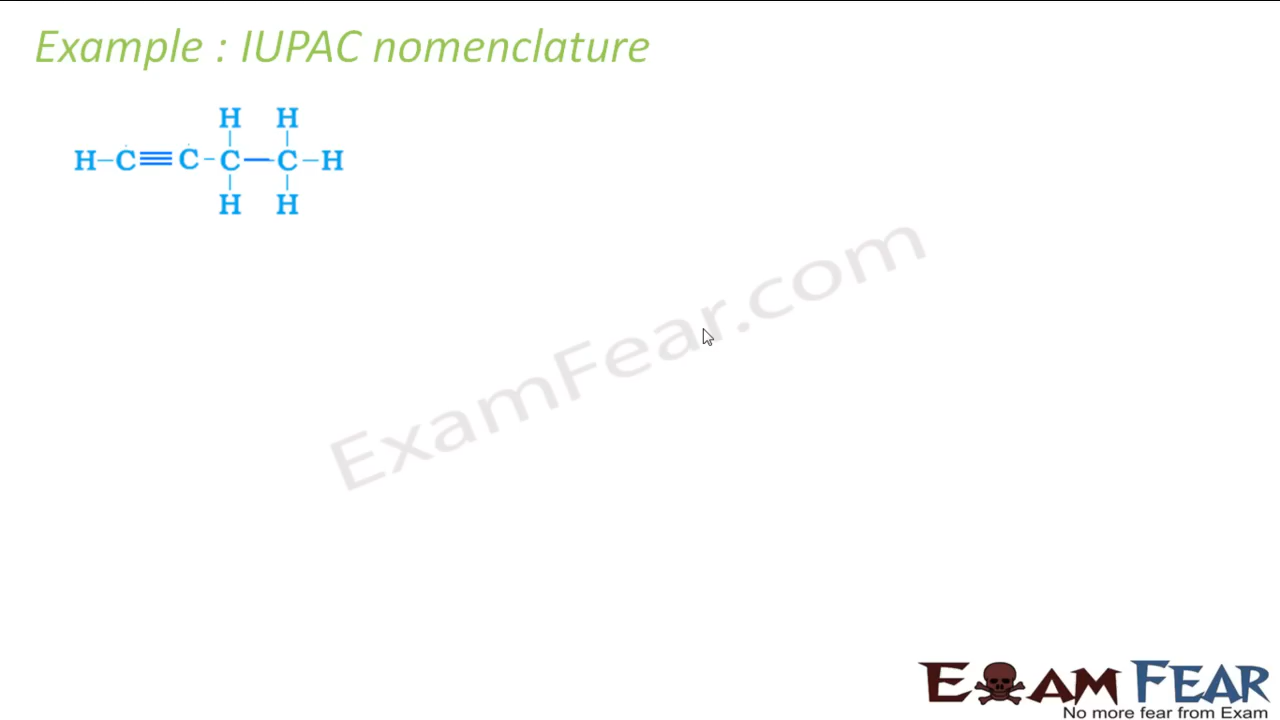 Example : IUPAC nomenclature
H H
H–C≡C–C—C–H
H H
ExamFear.com
EXAM FEAR
No more fear from Exam